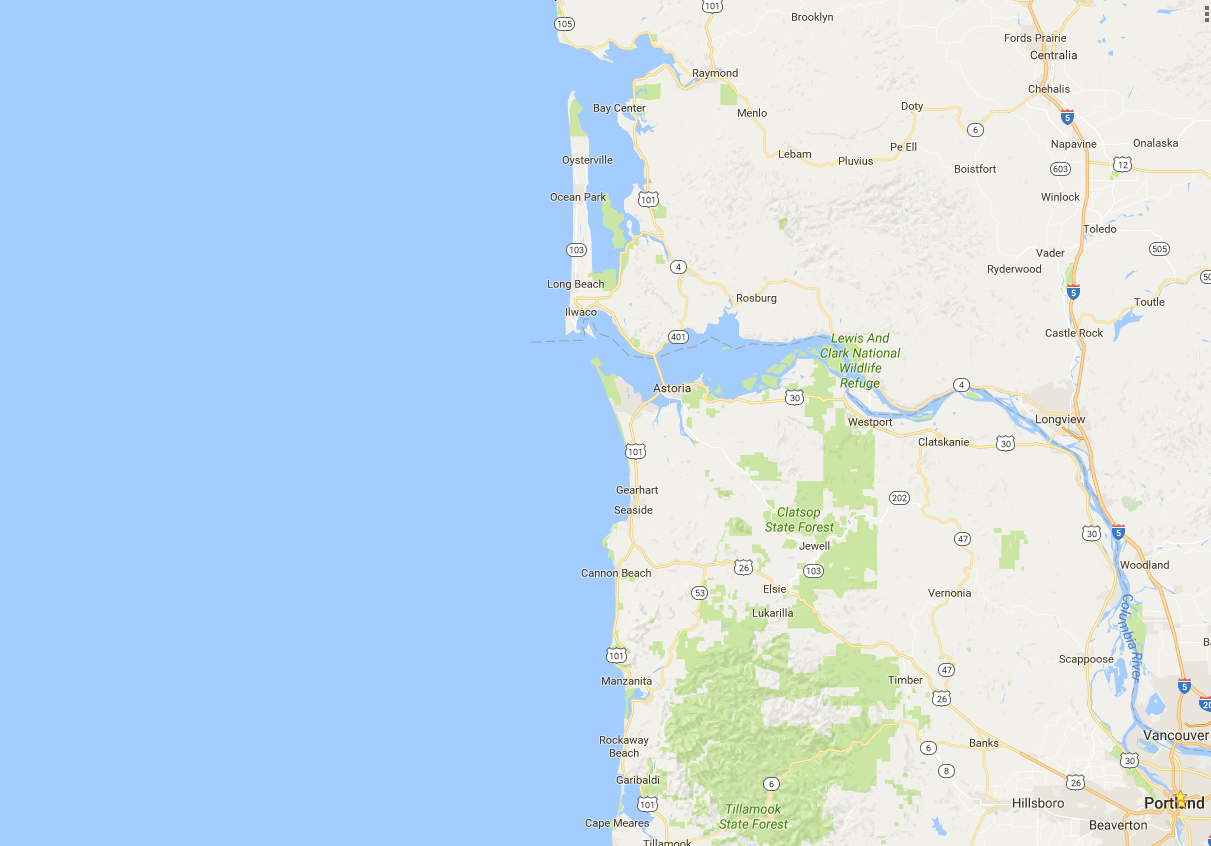 101
105
Brooklyn
Fords Prairie
Centralia
Raymond
Chehalis
Bay Center
Doty
Menlo
5
6
Napavine
Onalaska
Lebam
Pe Ell
Oysterville
Pluvius
Boistfort
603
12
Ocean Park
101
Winlock
Toledo
103
505
Vader
4
Ryderwood
50
Long Beach
Rosburg
5
Toutle
Ilwaco
401
Castle Rock
Lewis And
Clark National
Wildlife
Refuge
Astoria
4
30
Westport
Longview
Clatskanie
30
101
Gearhart
202
Seaside
Clatsop
State Forest
30
5
47
Jewell
Cannon Beach
26
103
Woodland
53
Elsie
Vernonia
Lukarilla
Columbia River
101
Scappoose
47
Manzanita
Timber
5
26
20
Vancouver
Rockaway
Beach
6
Banks
30
Garibaldi
6
8
26
101
Hillsboro
Portland
Tillamook
State Forest
Cape Meares
Beaverton
Tillamook